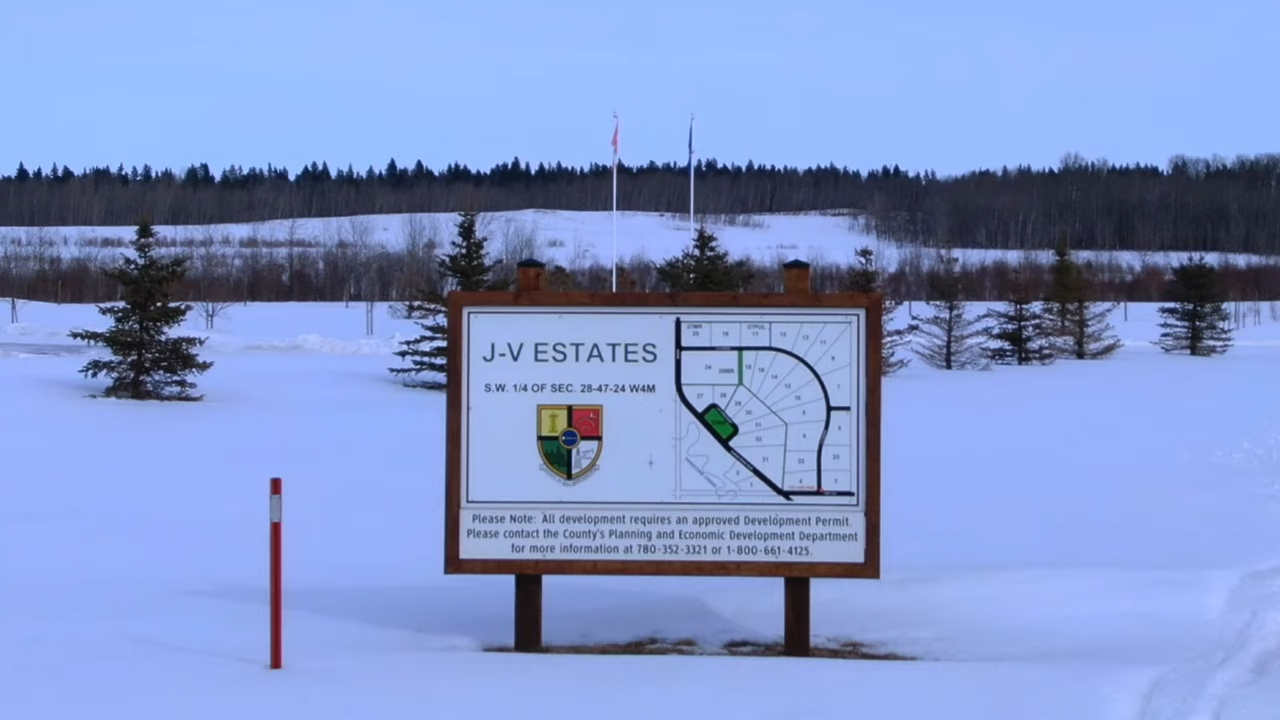 J-V ESTATES
S.W. 1/4 OF SEC. 28-47-24 W4M
Please Note: All development requires an approved Development Permit.
Please contact the County's Planning and Economic Development Department
for more information at 780-352-3321 or 1-800-661-4125.